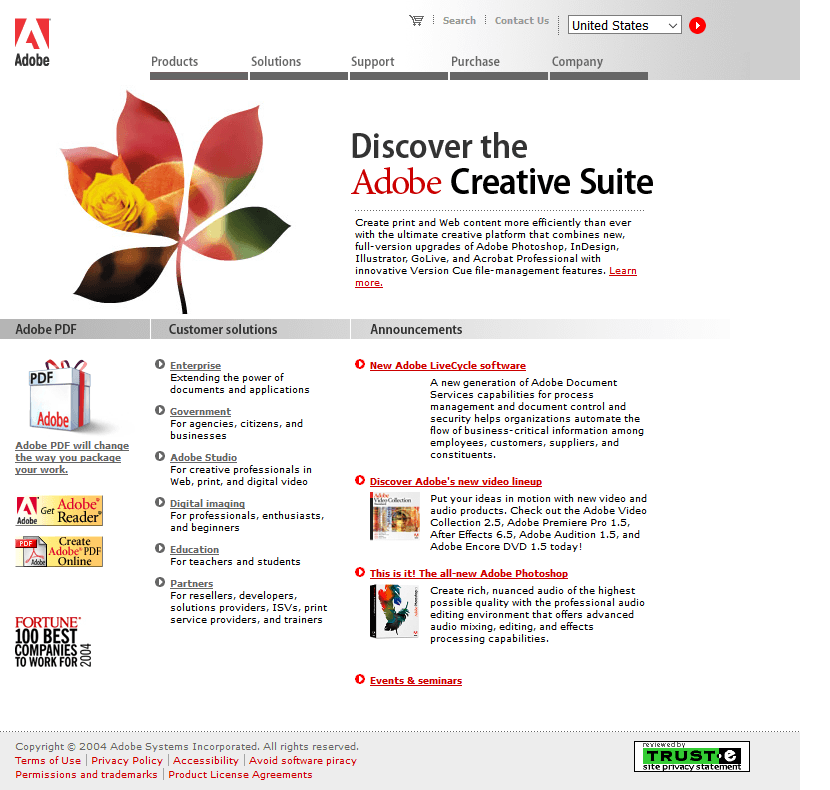 Search
Contact Us
United States
Adobe
Products
Solutions
Support
Purchase
Company
Discover the
Adobe Creative Suite
Create print and Web content more efficiently than ever
with the ultimate creative platform that combines new,
full-version upgrades of Adobe Photoshop, InDesign,
Illustrator, GoLive, and Acrobat Professional with
innovative Version Cue file-management features. Learn
more.
Adobe PDF
PDF
Adobe
Adobe PDF will change
the way you package
your work.
Adobe
Get Adobe®
Reader®
PDF
Adobe
Create
Adobe® PDF
Online
FORTUNE®
100 BEST
COMPANIES
TO WORK FOR
2004
Customer solutions
Enterprise
Extending the power of
documents and applications
Government
For agencies, citizens, and
businesses
Adobe Studio
For creative professionals in
Web, print, and digital video
Digital imaging
For professionals, enthusiasts,
and beginners
Education
For teachers and students
Partners
For resellers, developers,
solutions providers, ISVs, print
service providers, and trainers
Announcements
New Adobe LiveCycle software
A new generation of Adobe Document
Services capabilities for process
management and document control and
security helps organizations automate the
flow of business-critical information among
employees, customers, suppliers, and
constituents.
Discover Adobe's new video lineup
Adobe
Video Collection
Put your ideas in motion with new video and
audio products. Check out the Adobe Video
Collection 2.5, Adobe Premiere Pro 1.5,
After Effects 6.5, Adobe Audition 1.5, and
Adobe Encore DVD 1.5 today!
This is it! The all-new Adobe Photoshop
Create rich, nuanced audio of the highest
possible quality with the professional audio
editing environment that offers advanced
audio mixing, editing, and effects
processing capabilities.
Events & seminars
Copyright © 2004 Adobe Systems Incorporated. All rights reserved.
Terms of Use | Privacy Policy | Accessibility | Avoid software piracy
Permissions and trademarks | Product License Agreements
reviewed by
TRUST·e
site privacy statement